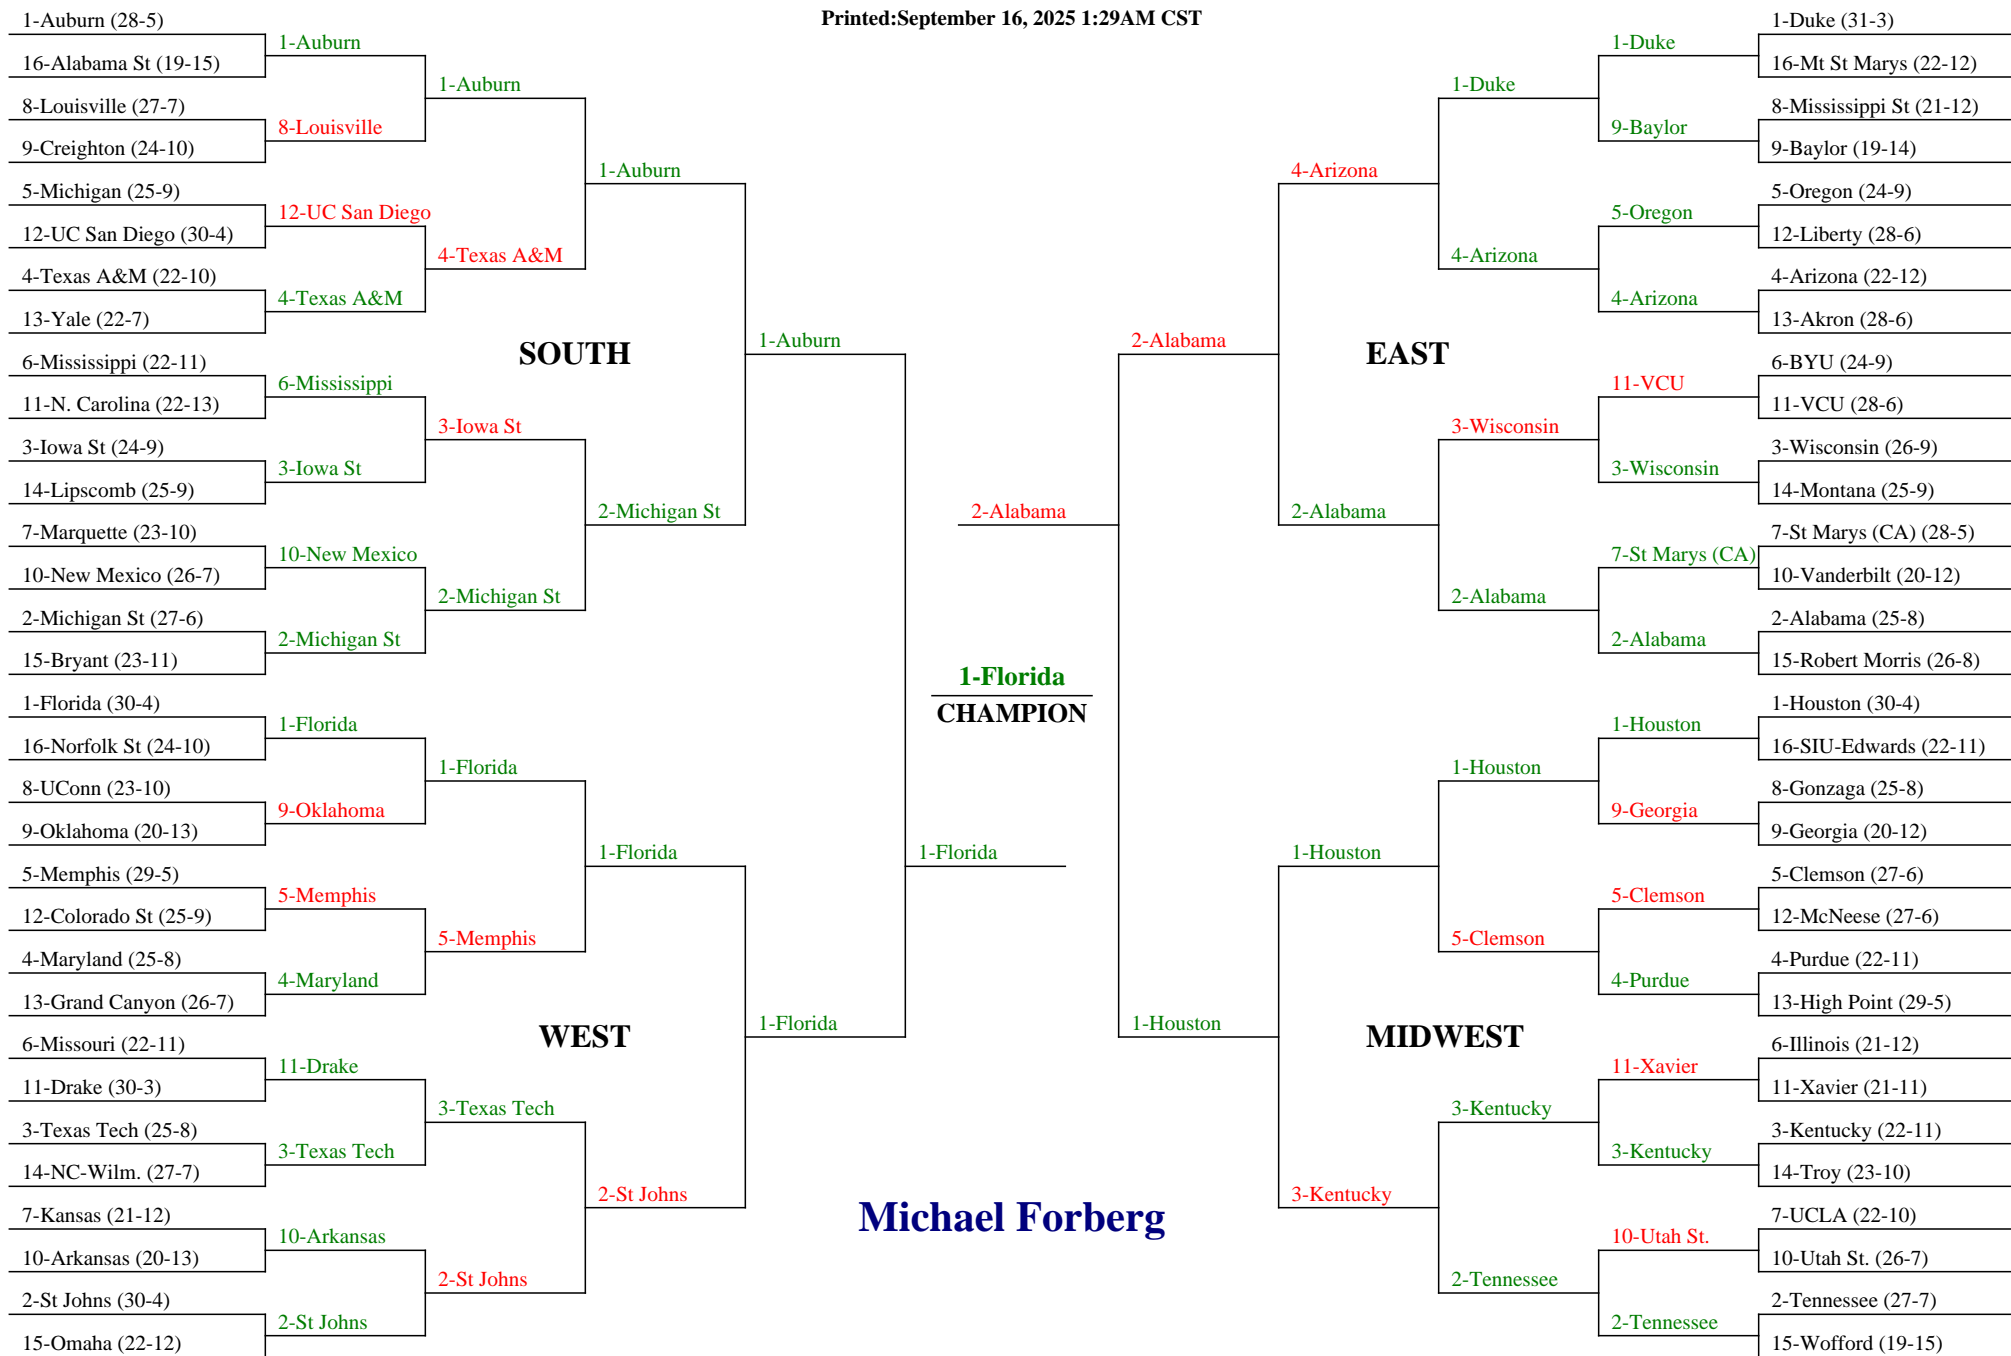 Printed:September 16, 2025 1:29AM CST
1-Auburn (28-5)
16-Alabama St (19-15)
8-Louisville (27-7)
9-Creighton (24-10)
5-Michigan (25-9)
12-UC San Diego (30-4)
4-Texas A&M (22-10)
13-Yale (22-7)
6-Mississippi (22-11)
11-N. Carolina (22-13)
3-Iowa St (24-9)
14-Lipscomb (25-9)
7-Marquette (23-10)
10-New Mexico (26-7)
2-Michigan St (27-6)
15-Bryant (23-11)
1-Florida (30-4)
16-Norfolk St (24-10)
8-UConn (23-10)
9-Oklahoma (20-13)
5-Memphis (29-5)
12-Colorado St (25-9)
4-Maryland (25-8)
13-Grand Canyon (26-7)
6-Missouri (22-11)
11-Drake (30-3)
3-Texas Tech (25-8)
14-NC-Wilm. (27-7)
7-Kansas (21-12)
10-Arkansas (20-13)
2-St Johns (30-4)
15-Omaha (22-12)
1-Auburn
8-Louisville
12-UC San Diego
4-Texas A&M
6-Mississippi
3-Iowa St
10-New Mexico
2-Michigan St
1-Florida
9-Oklahoma
5-Memphis
4-Maryland
11-Drake
3-Texas Tech
10-Arkansas
2-St Johns
1-Auburn
4-Texas A&M
3-Iowa St
2-Michigan St
1-Florida
5-Memphis
3-Texas Tech
2-St Johns
SOUTH
WEST
1-Auburn
2-Michigan St
1-Florida
2-St Johns
1-Auburn
1-Florida
1-Florida
1-Florida
CHAMPION
Michael Forberg
2-Alabama
2-Alabama
1-Houston
4-Arizona
2-Alabama
1-Houston
3-Kentucky
EAST
MIDWEST
1-Duke
4-Arizona
3-Wisconsin
2-Alabama
1-Houston
5-Clemson
3-Kentucky
2-Tennessee
1-Duke
9-Baylor
5-Oregon
4-Arizona
11-VCU
3-Wisconsin
7-St Marys (CA)
2-Alabama
1-Houston
9-Georgia
5-Clemson
4-Purdue
11-Xavier
3-Kentucky
10-Utah St.
2-Tennessee
1-Duke (31-3)
16-Mt St Marys (22-12)
8-Mississippi St (21-12)
9-Baylor (19-14)
5-Oregon (24-9)
12-Liberty (28-6)
4-Arizona (22-12)
13-Akron (28-6)
6-BYU (24-9)
11-VCU (28-6)
3-Wisconsin (26-9)
14-Montana (25-9)
7-St Marys (CA) (28-5)
10-Vanderbilt (20-12)
2-Alabama (25-8)
15-Robert Morris (26-8)
1-Houston (30-4)
16-SIU-Edwards (22-11)
8-Gonzaga (25-8)
9-Georgia (20-12)
5-Clemson (27-6)
12-McNeese (27-6)
4-Purdue (22-11)
13-High Point (29-5)
6-Illinois (21-12)
11-Xavier (21-11)
3-Kentucky (22-11)
14-Troy (23-10)
7-UCLA (22-10)
10-Utah St. (26-7)
2-Tennessee (27-7)
15-Wofford (19-15)